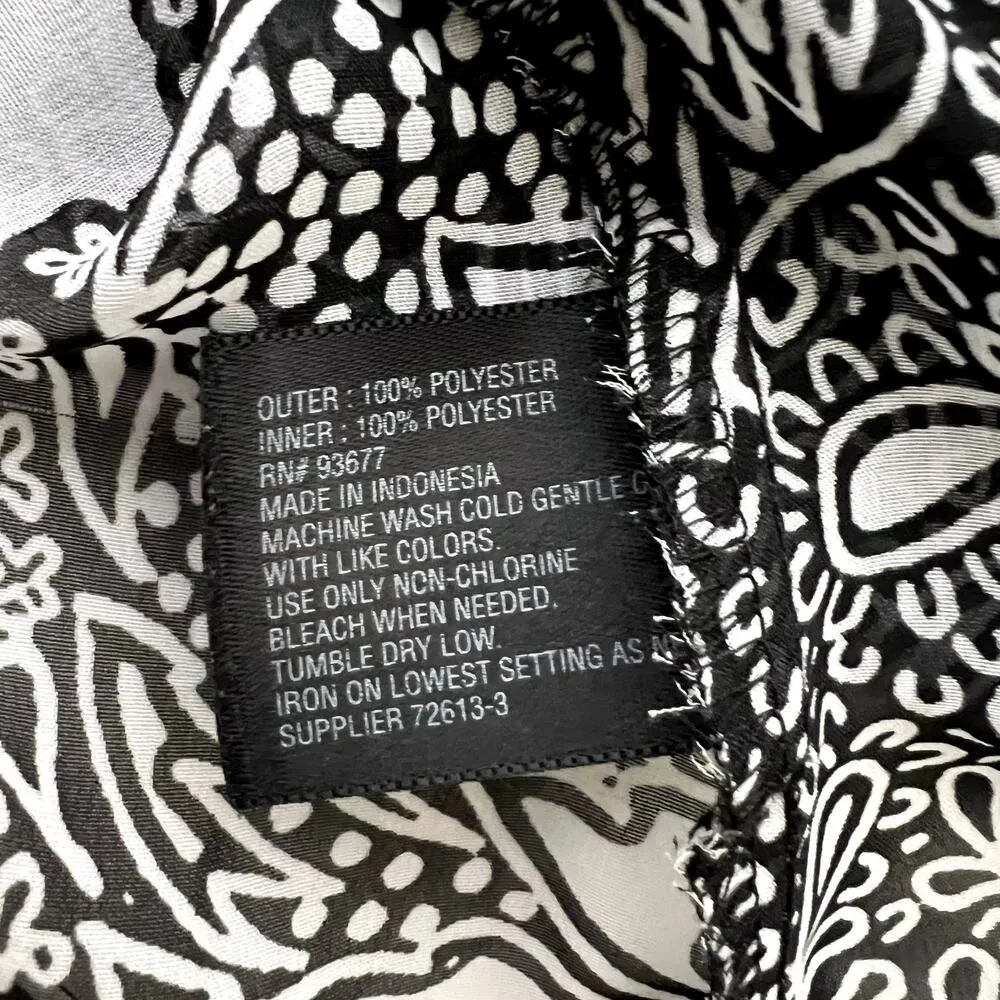 OUTER : 100% POLYESTER
INNER : 100% POLYESTER
RN# 93677
MADE IN INDONESIA
MACHINE WASH COLD GENTLE
WITH LIKE COLORS.
USE ONLY NON-CHLORINE
BLEACH WHEN NEEDED.
TUMBLE DRY LOW.
IRON ON LOWEST SETTING AS
SUPPLIER 72613-3